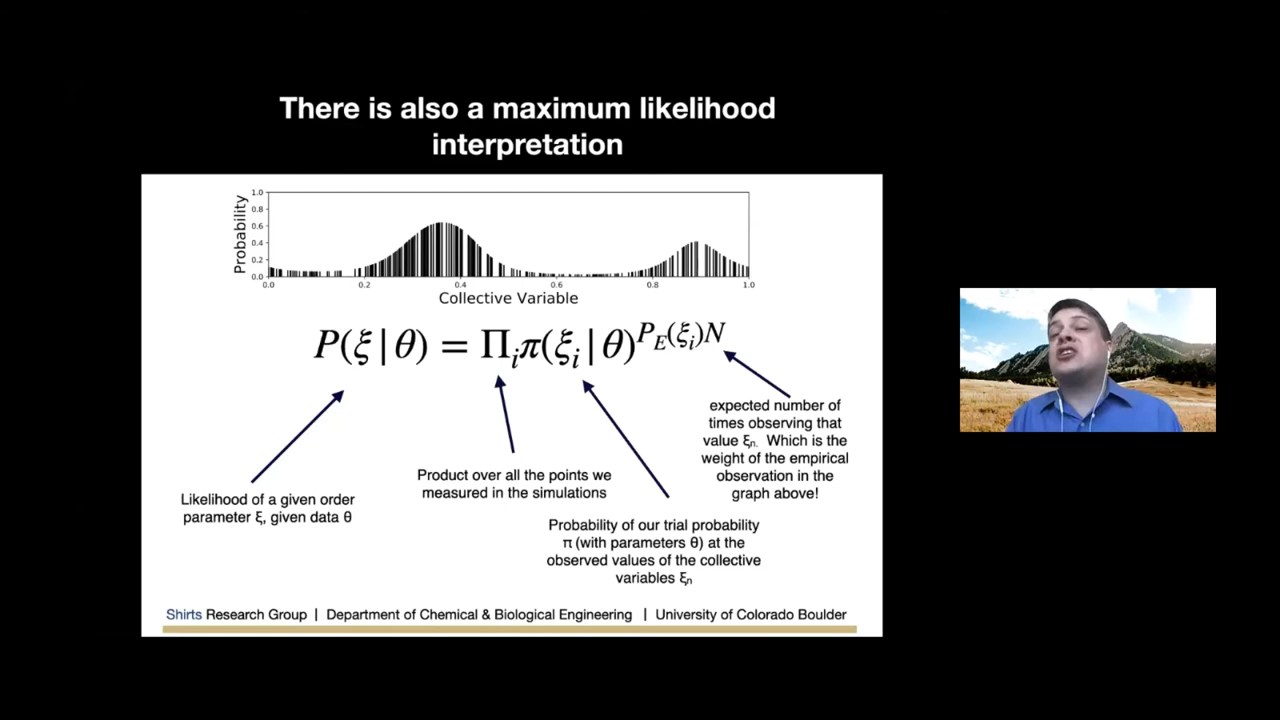 There is also a maximum likelihood
interpretation
Probability
1.0
0.8
0.6
0.4
0.2
0.0
0.0 0.2 0.4 0.6 0.8 1.0
Collective Variable
P(ξ|θ) = Π_i π(ξ_i|θ)^{P_E(ξ_i)N}
expected number of
times observing that
value ξn. Which is the
weight of the empirical
observation in the
graph above!
Product over all the points we
measured in the simulations
Likelihood of a given order
parameter ξ, given data θ
Probability of our trial probability
π (with parameters θ) at the
observed values of the collective
variables ξn
Shirts Research Group | Department of Chemical & Biological Engineering | University of Colorado Boulder